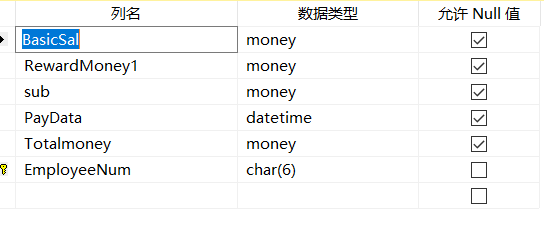 列名 数据类型 允许 Null 值
BasicSal money
RewardMoney1 money
sub money
PayData datetime
Totalmoney money
EmployeeNum char(6)